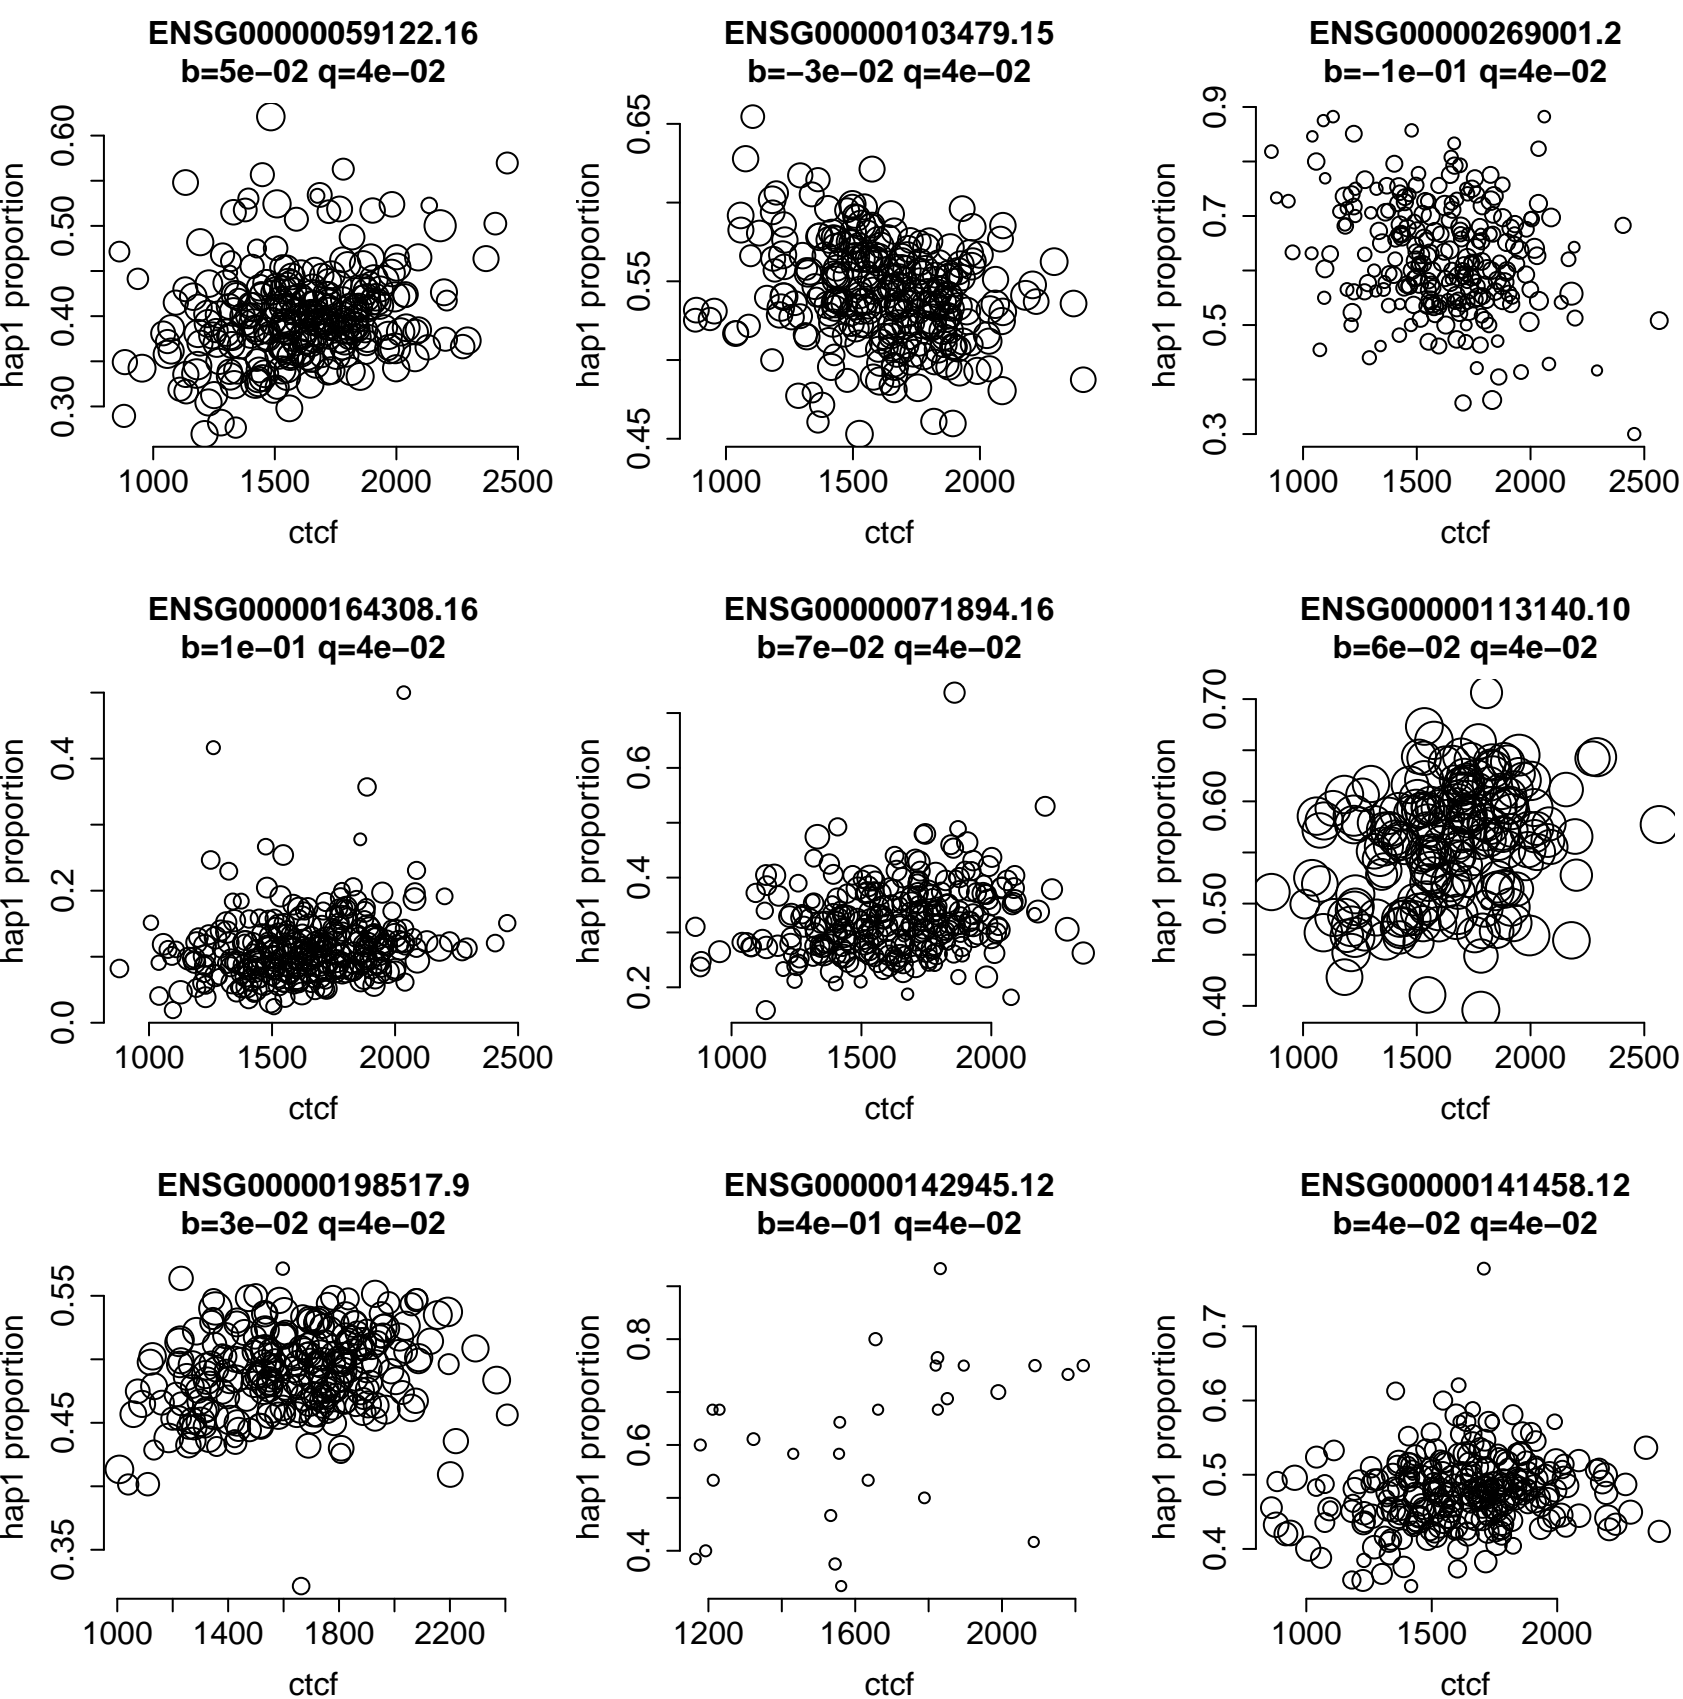 ENSG00000059122.16
b=5e−02 q=4e−02
hap1 proportion
0.30 0.40 0.50 0.60
1000 1500 2000 2500
ctcf
ENSG00000103479.15
b=−3e−02 q=4e−02
hap1 proportion
0.45 0.55 0.65
1000 1500 2000
ctcf
ENSG00000269001.2
b=−1e−01 q=4e−02
hap1 proportion
0.3 0.5 0.7 0.9
1000 1500 2000 2500
ctcf
ENSG00000164308.16
b=1e−01 q=4e−02
hap1 proportion
0.0 0.2 0.4
1000 1500 2000 2500
ctcf
ENSG00000071894.16
b=7e−02 q=4e−02
hap1 proportion
0.2 0.4 0.6
1000 1500 2000
ctcf
ENSG00000113140.10
b=6e−02 q=4e−02
hap1 proportion
0.40 0.50 0.60 0.70
1000 1500 2000 2500
ctcf
ENSG00000198517.9
b=3e−02 q=4e−02
hap1 proportion
0.35 0.45 0.55
1000 1400 1800 2200
ctcf
ENSG00000142945.12
b=4e−01 q=4e−02
hap1 proportion
0.4 0.6 0.8
1200 1600 2000
ctcf
ENSG00000141458.12
b=4e−02 q=4e−02
hap1 proportion
0.4 0.5 0.6 0.7
1000 1500 2000
ctcf